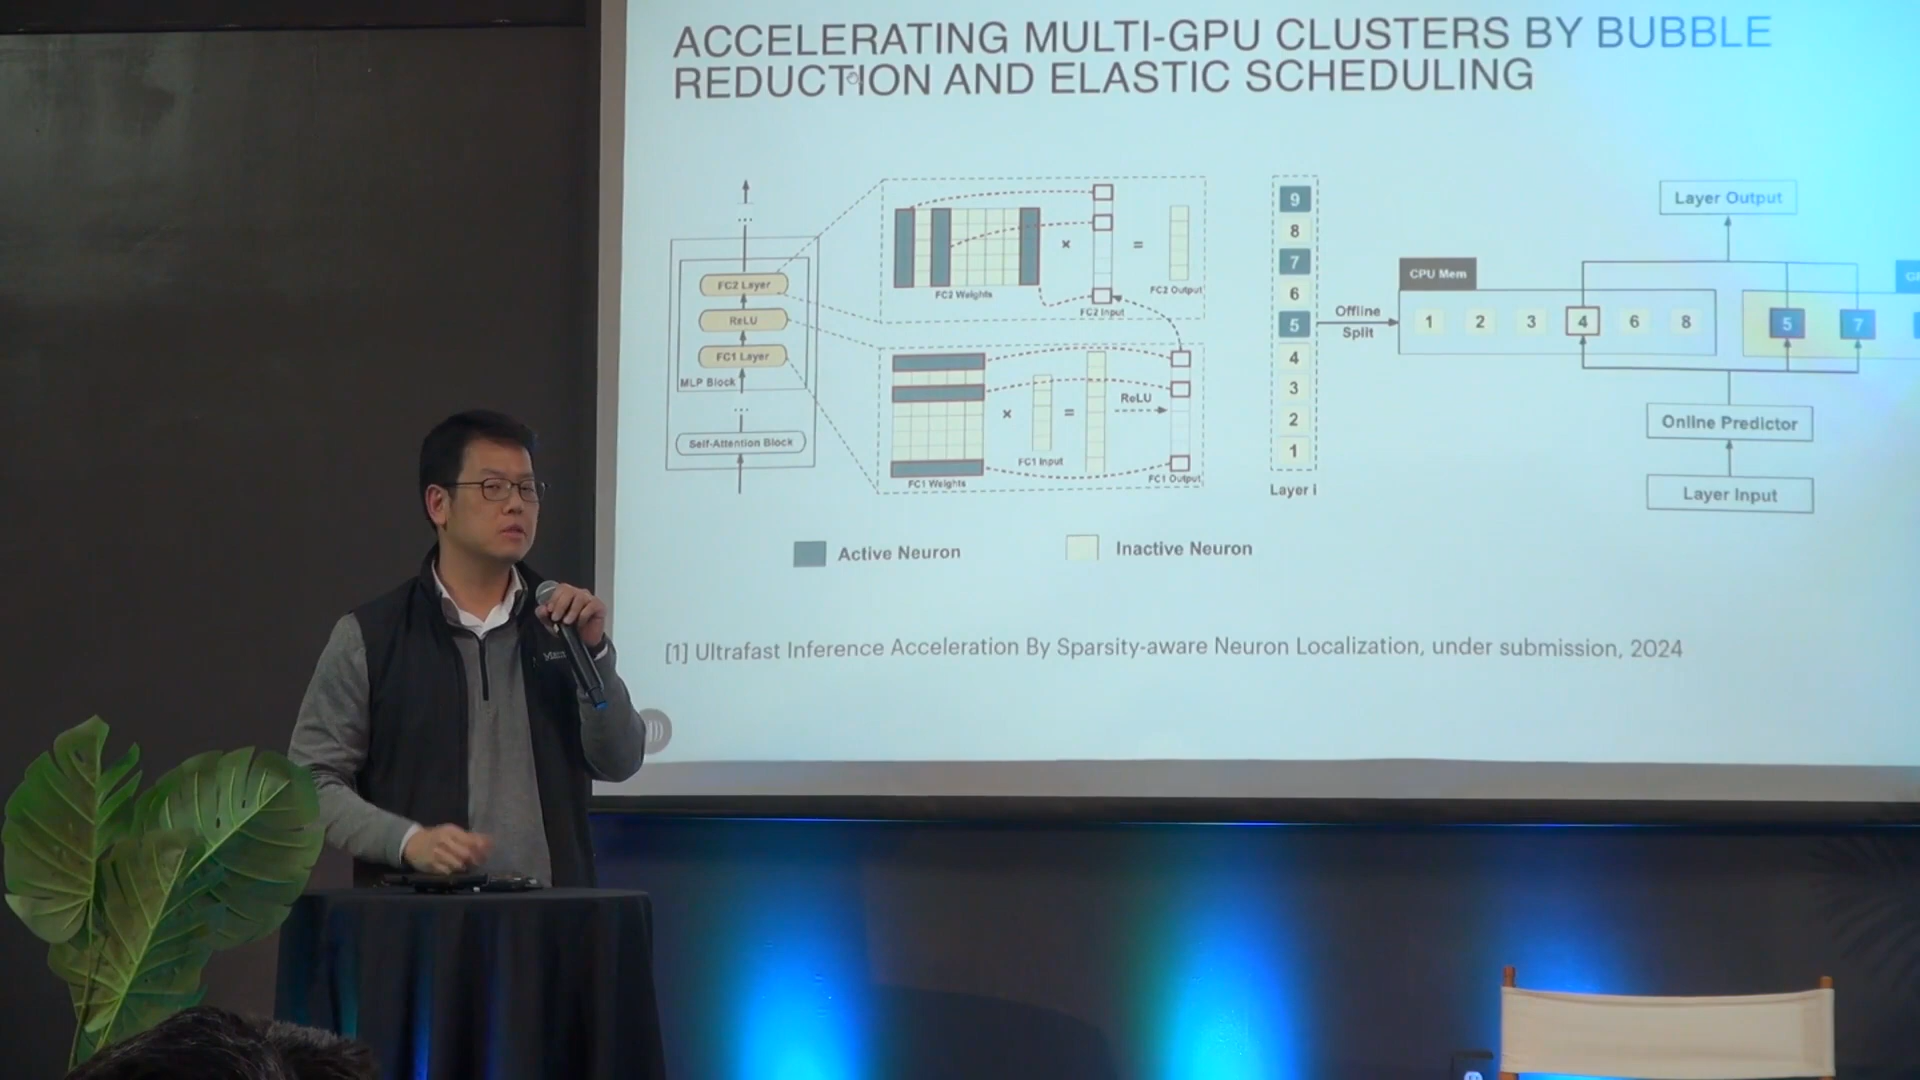 ACCELERATING MULTI-GPU CLUSTERS BY BUBBLE
REDUCTION AND ELASTIC SCHEDULING
...
FC2 Layer
ReLU
FC1 Layer
MLP Block
...
Self-Attention Block
×
=
FC2 Weights
FC2 Input
FC2 Output
×
=
ReLU
FC1 Input
FC1 Weights
FC1 Output
9
8
7
6
5
4
3
2
1
Layer i
Offline
Split
Layer Output
CPU Mem
1 2 3 4 6 8
5 7
Online Predictor
Layer Input
Active Neuron
Inactive Neuron
[1] Ultrafast Inference Acceleration By Sparsity-aware Neuron Localization, under submission, 2024